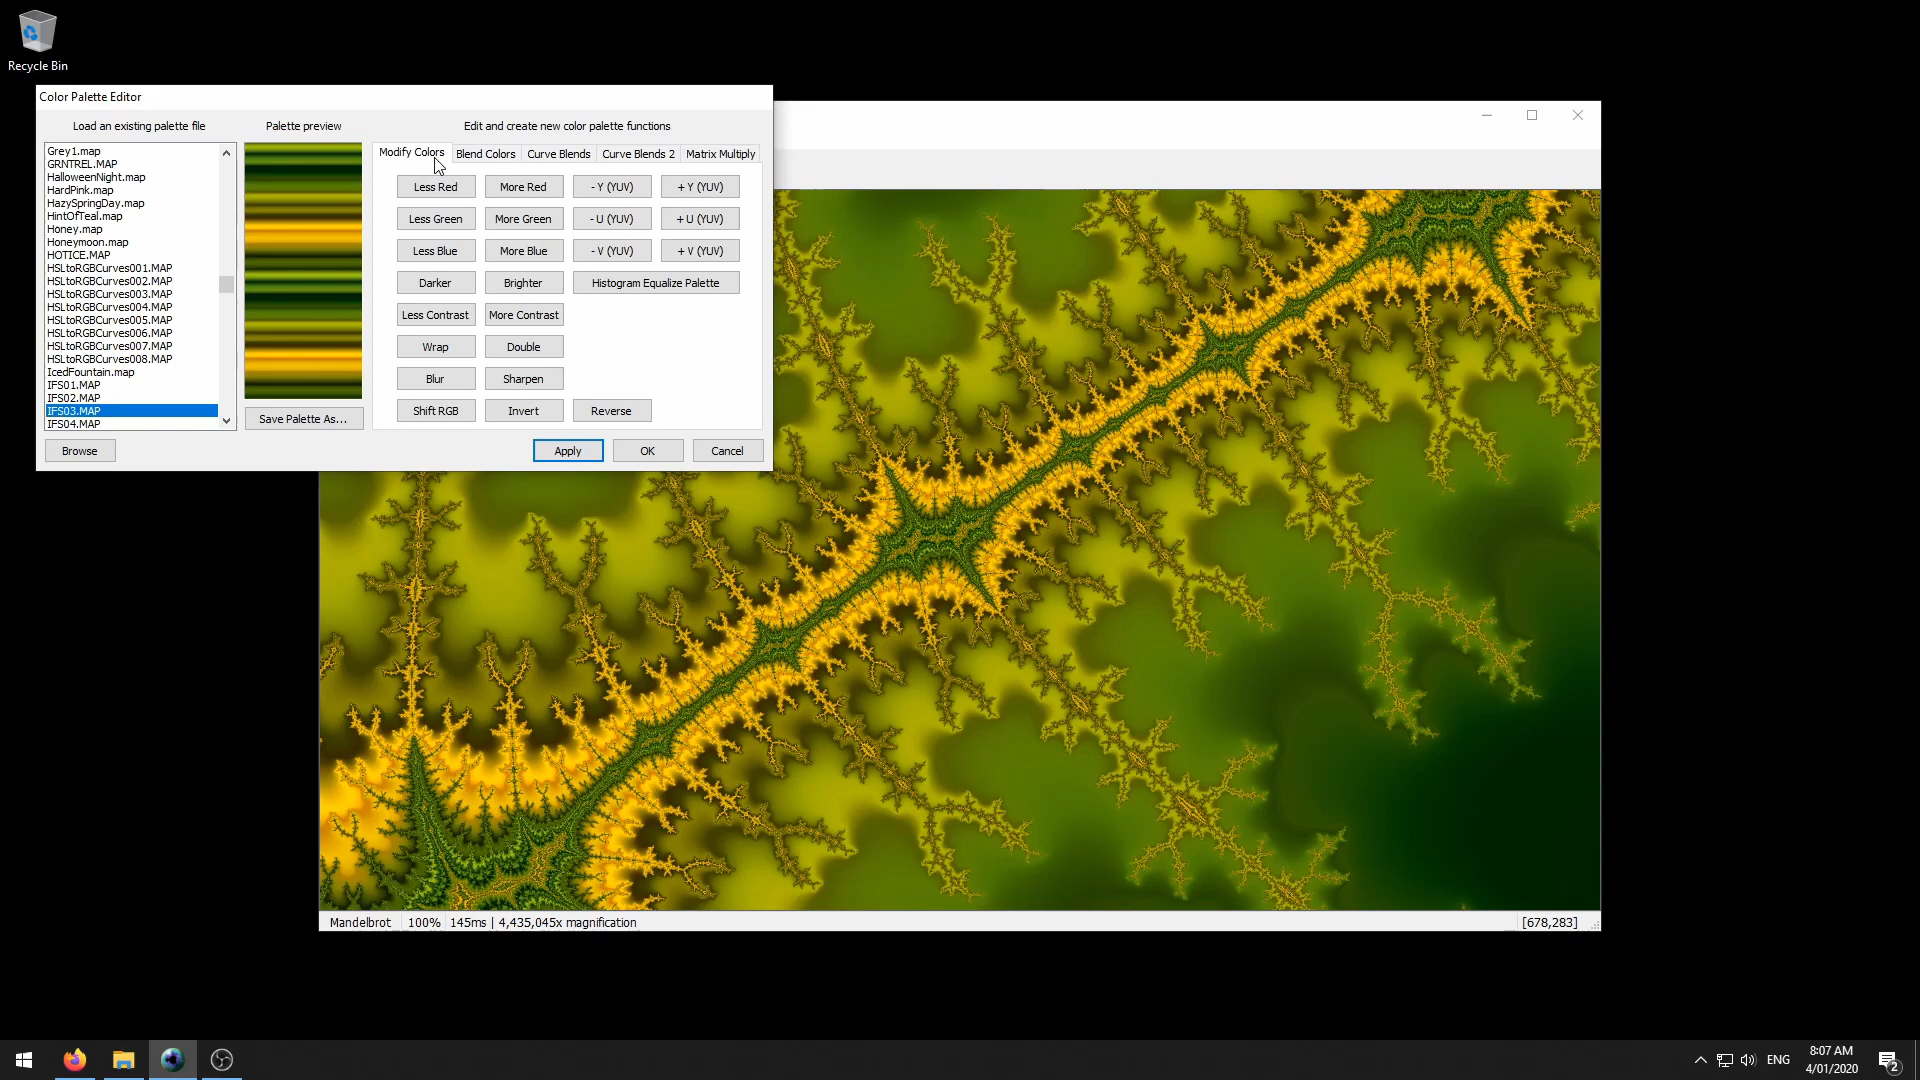 Recycle Bin
Color Palette Editor
Load an existing palette file
Palette preview
Edit and create new color palette functions
Grey1.map
GRNTREL.MAP
HalloweenNight.map
HardPink.map
HazySpringDay.map
HintOfTeal.map
Honey.map
Honeymoon.map
HOTICE.MAP
HSLtoRGBCurves001.MAP
HSLtoRGBCurves002.MAP
HSLtoRGBCurves003.MAP
HSLtoRGBCurves004.MAP
HSLtoRGBCurves005.MAP
HSLtoRGBCurves006.MAP
HSLtoRGBCurves007.MAP
HSLtoRGBCurves008.MAP
IcedFountain.map
IFS01.MAP
IFS02.MAP
IFS03.MAP
IFS04.MAP
Save Palette As...
Modify Colors Blend Colors Curve Blends Curve Blends 2 Matrix Multiply
Less Red More Red - Y (YUV) + Y (YUV)
Less Green More Green - U (YUV) + U (YUV)
Less Blue More Blue - V (YUV) + V (YUV)
Darker Brighter Histogram Equalize Palette
Less Contrast More Contrast
Wrap Double
Blur Sharpen
Shift RGB Invert Reverse
Browse Apply OK Cancel
Mandelbrot 100% 145ms | 4,435,045x magnification [678,283]
ENG
8:07 AM
4/01/2020
2